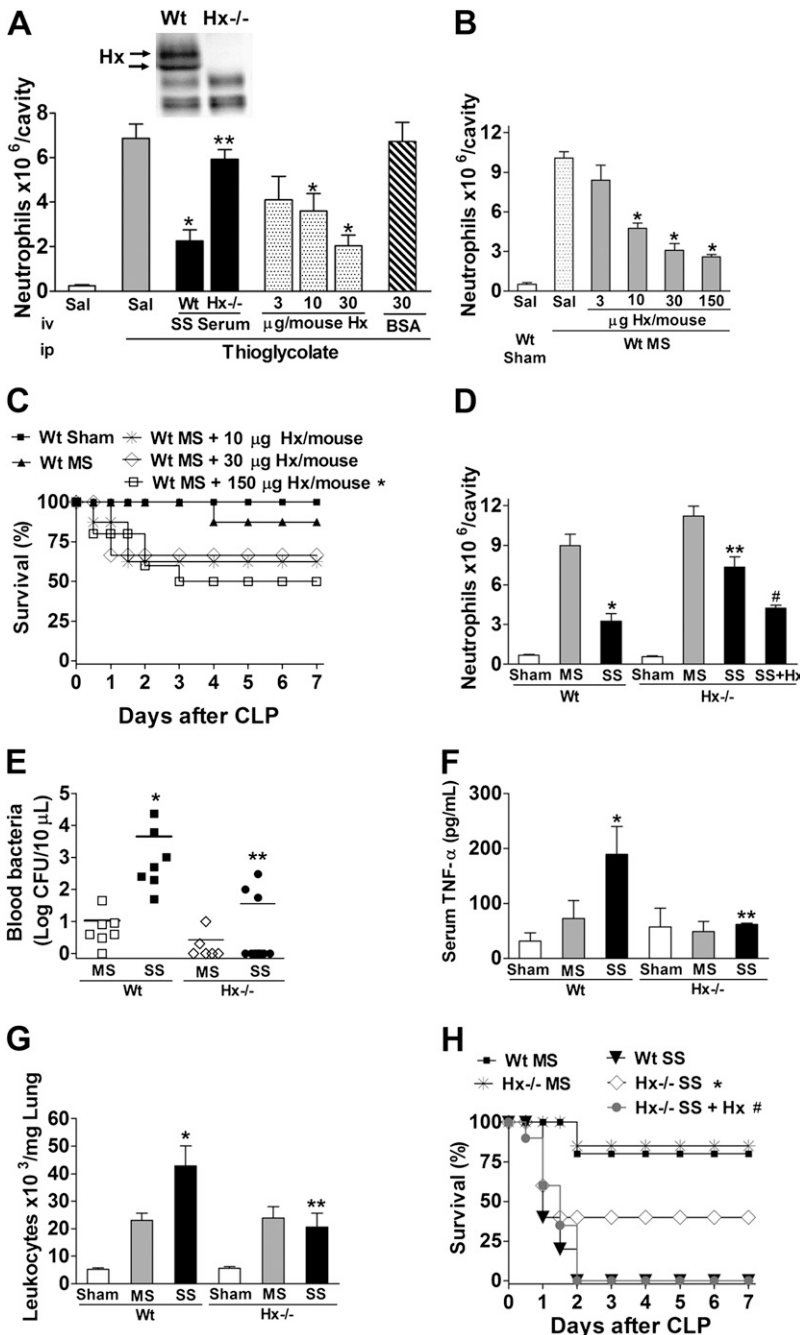 A
Wt Hx-/-
Hx
Neutrophils x10 6/cavity
8
6
4
2
0
*
**
*
*
Sal Sal Wt Hx-/- 3 10 30 30
iv SS Serum μg/mouse Hx BSA
ip Thioglycolate
B
Neutrophils x10 6/cavity
12
9
6
3
0
*
*
*
Sal Sal 3 10 30 150
μg Hx/mouse
Wt Sham
Wt MS
C
Wt Sham
Wt MS
Wt MS + 10 μg Hx/mouse
Wt MS + 30 μg Hx/mouse
Wt MS + 150 μg Hx/mouse *
Survival (%)
100
75
50
25
0
0 1 2 3 4 5 6 7
Days after CLP
D
Neutrophils x10 6/cavity
12
9
6
3
0
*
**
#
Sham MS SS Sham MS SS SS+Hx
Wt Hx-/-
E
Blood bacteria
(Log CFU/10 μL)
5
4
3
2
1
0
*
**
MS SS MS SS
Wt Hx-/-
F
Serum TNF-α (pg/mL)
300
200
100
0
*
**
Sham MS SS Sham MS SS
Wt Hx-/-
G
Leukocytes x10 3/mg Lung
60
50
40
30
20
10
0
*
**
Sham MS SS Sham MS SS
Wt Hx-/-
H
Wt MS
Hx-/- MS
Wt SS
Hx-/- SS *
Hx-/- SS + Hx #
Survival (%)
100
75
50
25
0
0 1 2 3 4 5 6 7
Days after CLP